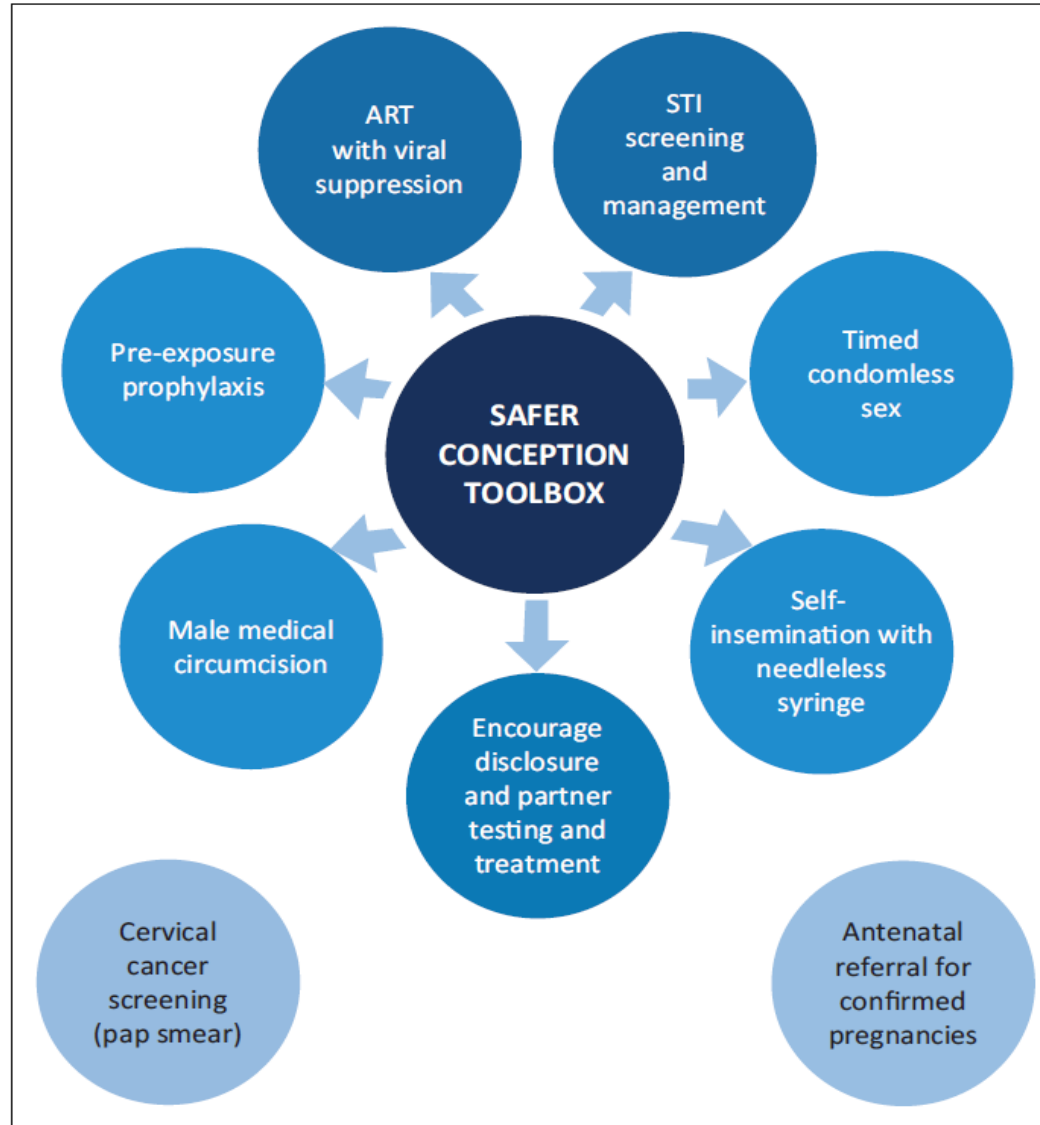 ART
with viral
suppression
STI
screening
and
management
Pre-exposure
prophylaxis
Timed
condomless
sex
SAFER
CONCEPTION
TOOLBOX
Male medical
circumcision
Self-
insemination with
needleless
syringe
Encourage
disclosure
and partner
testing and
treatment
Cervical
cancer
screening
(pap smear)
Antenatal
referral for
confirmed
pregnancies